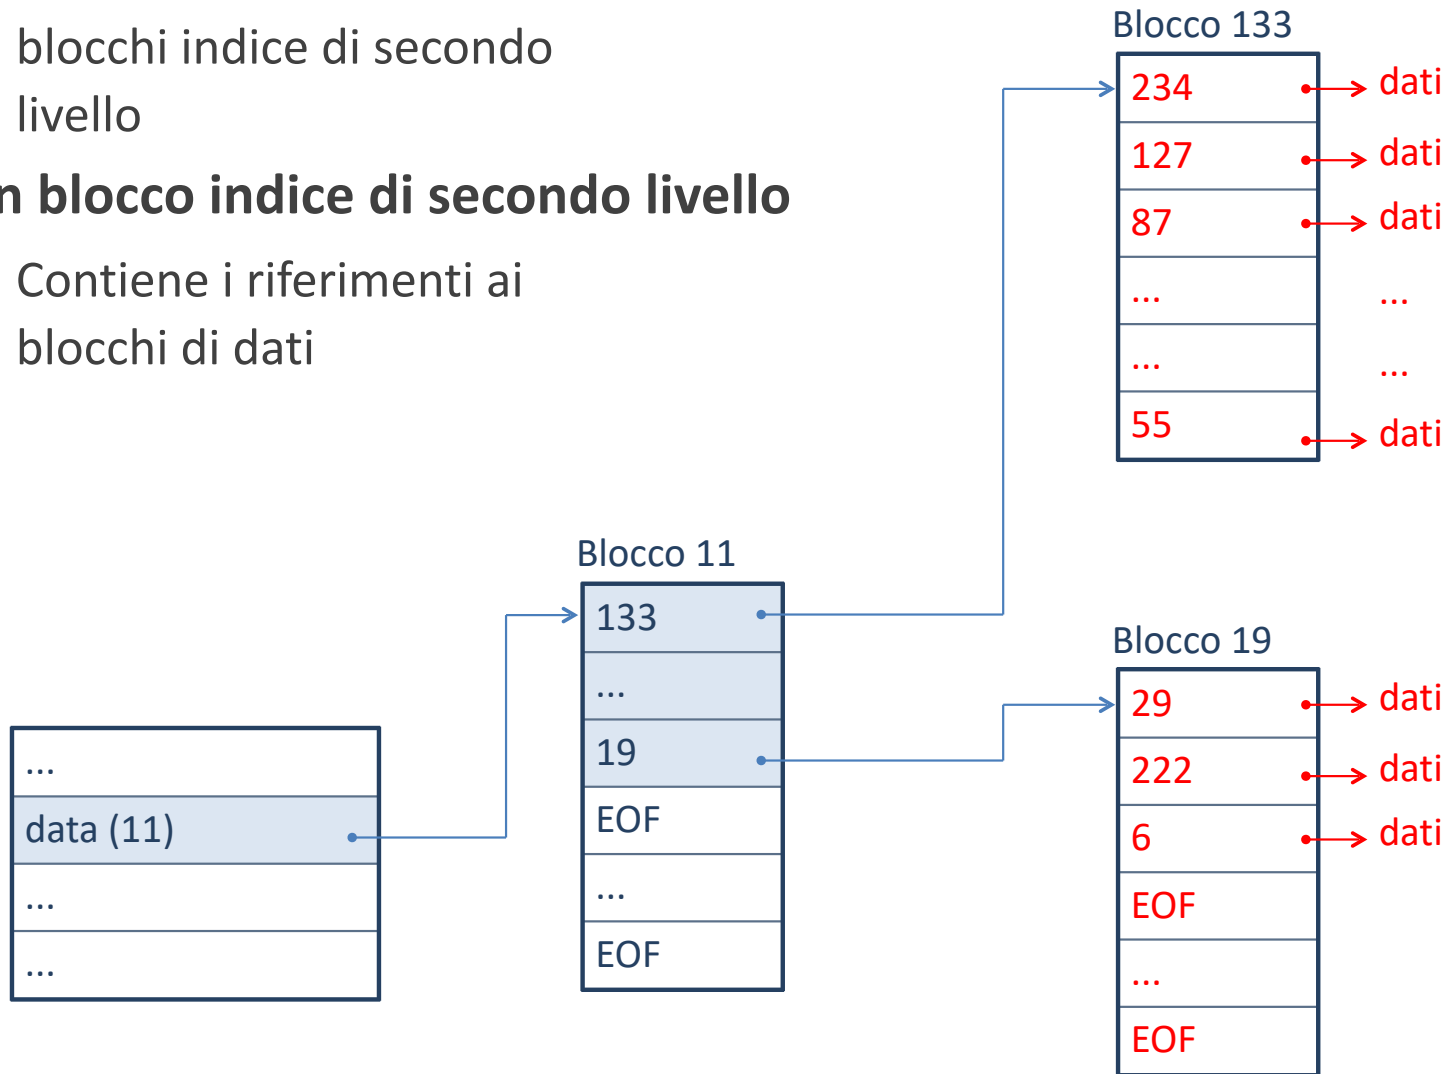 blocchi indice di secondo
livello
n blocco indice di secondo livello
Contiene i riferimenti ai
blocchi di dati
Blocco 133
234 dati
127 dati
87 dati
... ...
... ...
55 dati
Blocco 11
133
...
19
EOF
...
EOF
...
data (11)
...
...
Blocco 19
29 dati
222 dati
6 dati
EOF
...
EOF